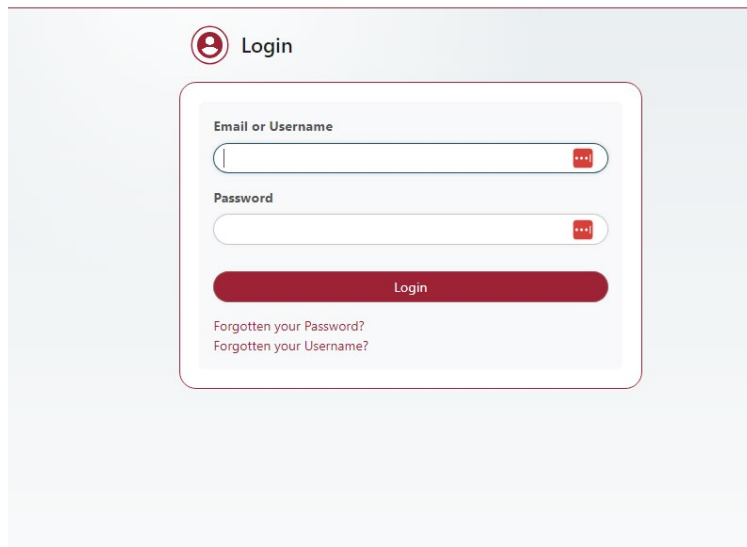 Login
Email or Username
Password
Login
Forgotten your Password?
Forgotten your Username?